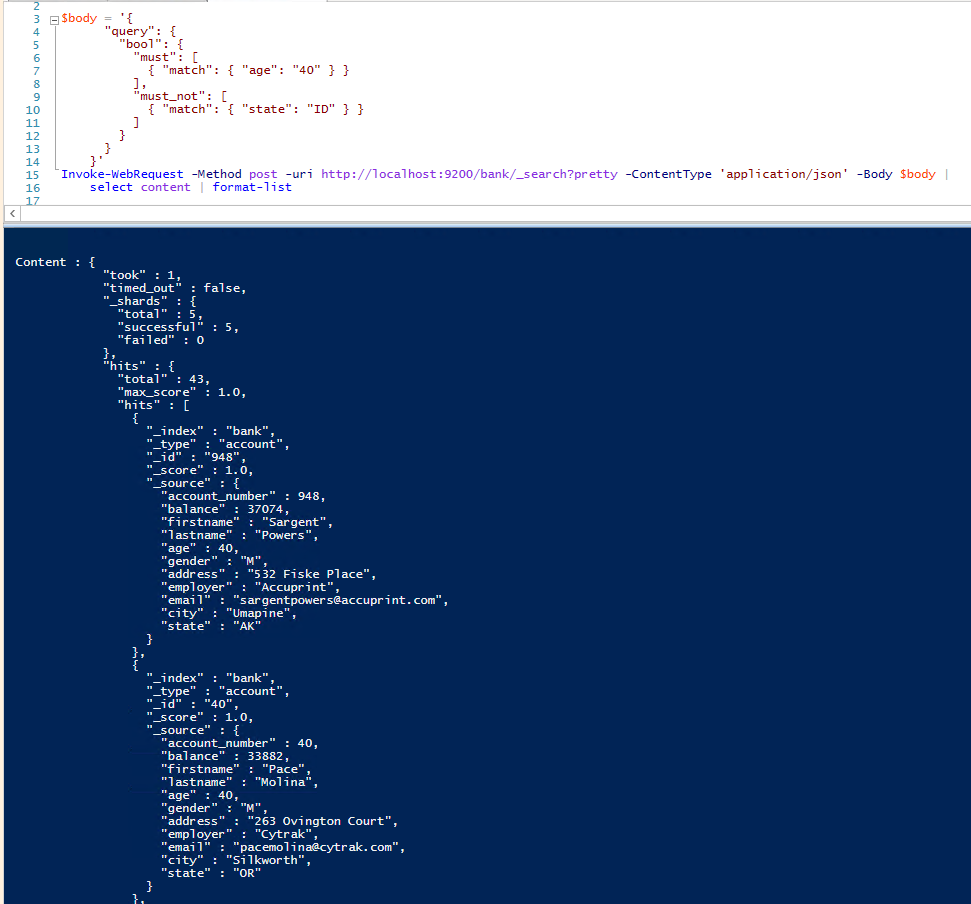 2
3 $body = '{
4 "query": {
5 "bool": {
6 "must": [
7 { "match": { "age": "40" } }
8 ],
9 "must_not": [
10 { "match": { "state": "ID" } }
11 ]
12 }
13 }
14 }'
15 Invoke-WebRequest -Method post -uri http://localhost:9200/bank/_search?pretty -ContentType 'application/json' -Body $body |
16 select content | format-list
17
Content : {
"took" : 1,
"timed_out" : false,
"_shards" : {
"total" : 5,
"successful" : 5,
"failed" : 0
},
"hits" : {
"total" : 43,
"max_score" : 1.0,
"hits" : [
{
"_index" : "bank",
"_type" : "account",
"_id" : "948",
"_score" : 1.0,
"_source" : {
"account_number" : 948,
"balance" : 37074,
"firstname" : "Sargent",
"lastname" : "Powers",
"age" : 40,
"gender" : "M",
"address" : "532 Fiske Place",
"employer" : "Accuprint",
"email" : "sargentpowers@accuprint.com",
"city" : "Umapine",
"state" : "AK"
}
},
{
"_index" : "bank",
"_type" : "account",
"_id" : "40",
"_score" : 1.0,
"_source" : {
"account_number" : 40,
"balance" : 33882,
"firstname" : "Pace",
"lastname" : "Molina",
"age" : 40,
"gender" : "M",
"address" : "263 Ovington Court",
"employer" : "Cytrak",
"email" : "pacemolina@cytrak.com",
"city" : "Silkworth",
"state" : "OR"
}
},